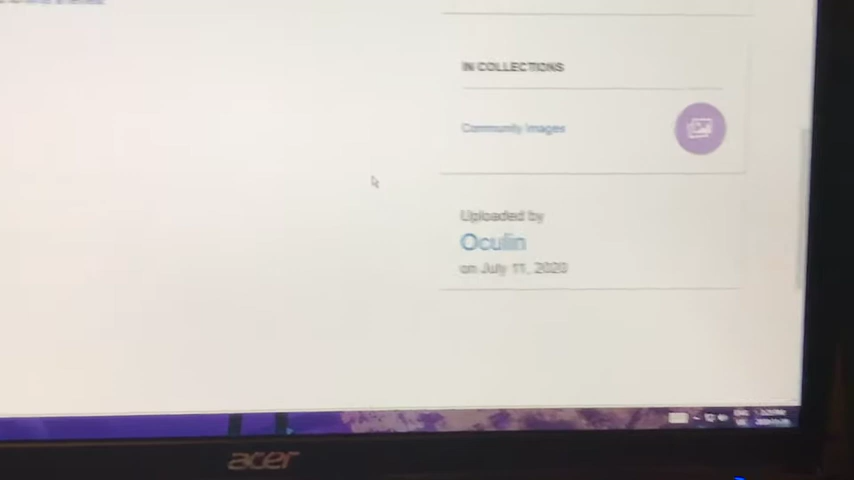 IN COLLECTIONS
Community Images
Uploaded by
Oculin
on July 11, 2020
acer